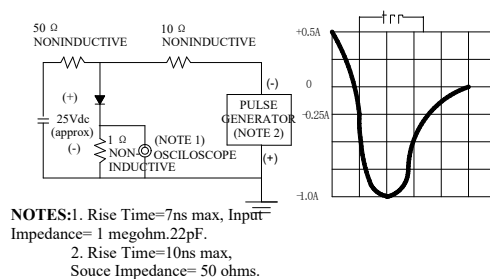 50 Ω
NONINDUCTIVE
10 Ω
NONINDUCTIVE
trr
+0.5A
0
-0.25A
-1.0A
(+)
25Vdc
(approx)
(-)
1 Ω
NON-
INDUCTIVE
(NOTE 1)
OSCILOSCOPE
(-)
PULSE
GENERATOR
(NOTE 2)
(+)
NOTES:1. Rise Time=7ns max, Input
Impedance= 1 megohm.22pF.
2. Rise Time=10ns max,
Souce Impedance= 50 ohms.